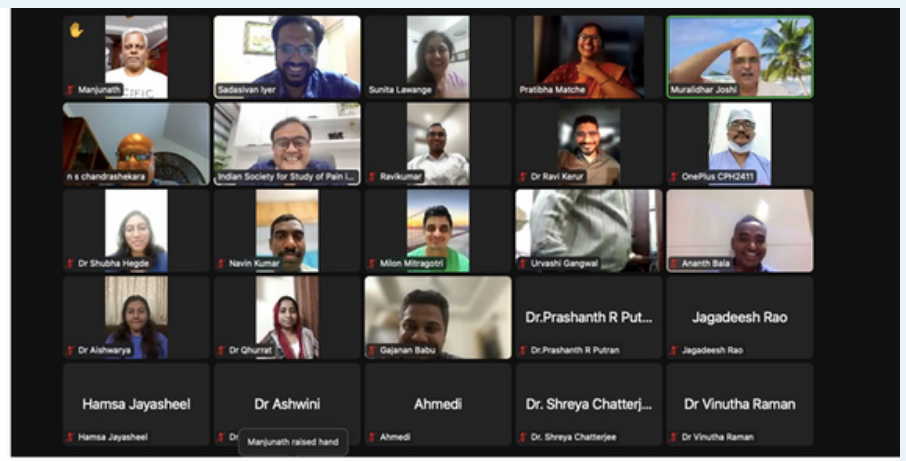 Manjunath
Sadasivan Iyer
Sunita Lawange
Pratibha Matche
Muralidhar Joshi
n s chandrashekara
Indian Society for Study of Pain i...
Ravikumar
Dr Ravi Kerur
OnePlus CPH2411
Dr Shubha Hegde
Navin Kumar
Milon Mitragotri
Urvashi Gangwal
Ananth Bala
Dr Aishwarya
Dr Qhurrat
Gajanan Babu
Dr.Prashanth R Put...
Dr.Prashanth R Putran
Jagadeesh Rao
Jagadeesh Rao
Hamsa Jayasheel
Hamsa Jayasheel
Dr Ashwini
Dr
Manjunath raised hand
Ahmedi
Ahmedi
Dr. Shreya Chatterj...
Dr. Shreya Chatterjee
Dr Vinutha Raman
Dr Vinutha Raman